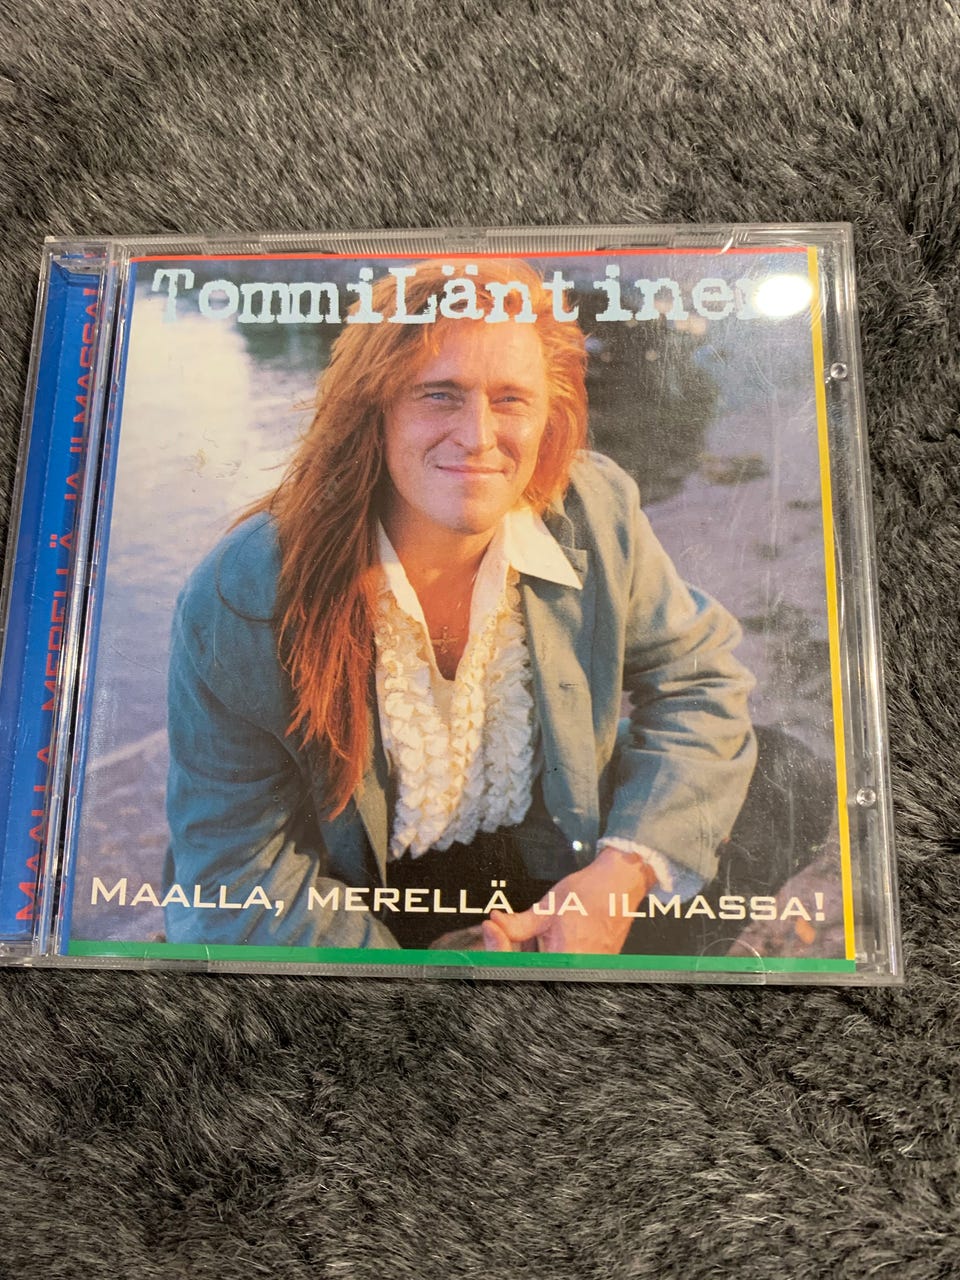 TommiLäntinen
MAALLA, MERELLÄ JA ILMASSA!
MAALLA, MERELLÄ JA ILMASSA!